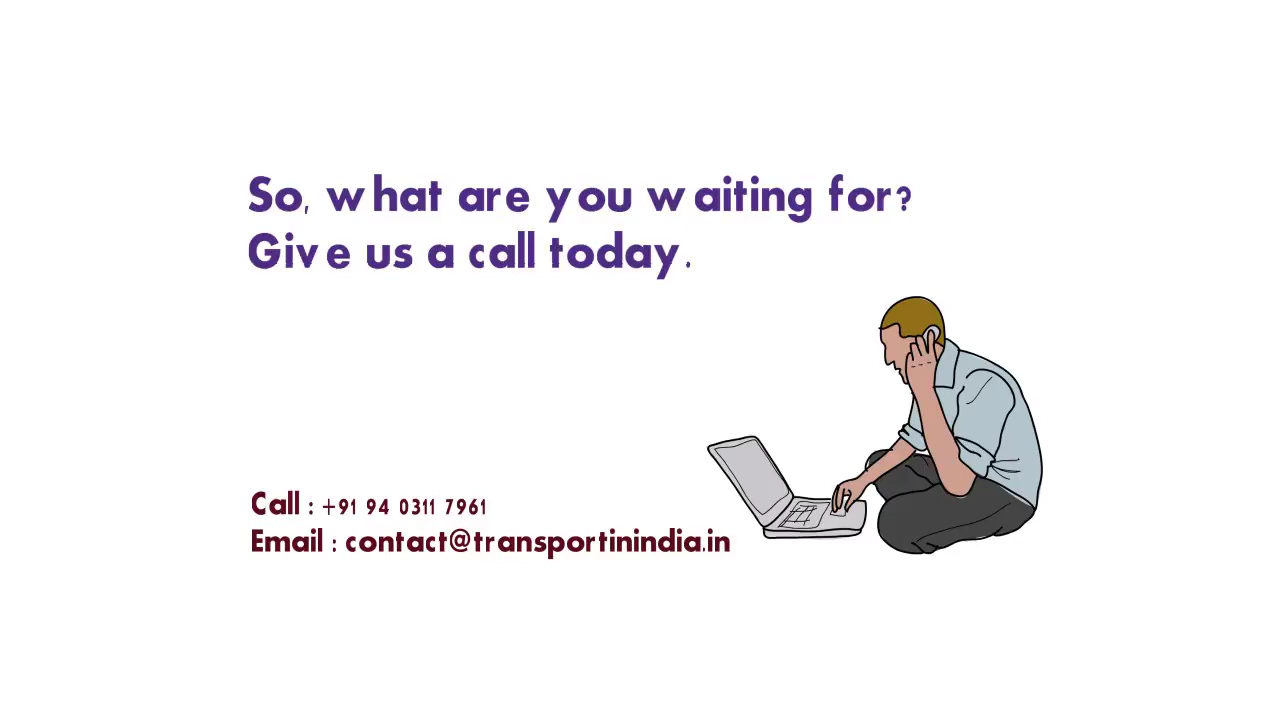 So, what are you waiting for?
Give us a call today.
Call : +91 94 0311 7961
Email : contact@transportinindia.in